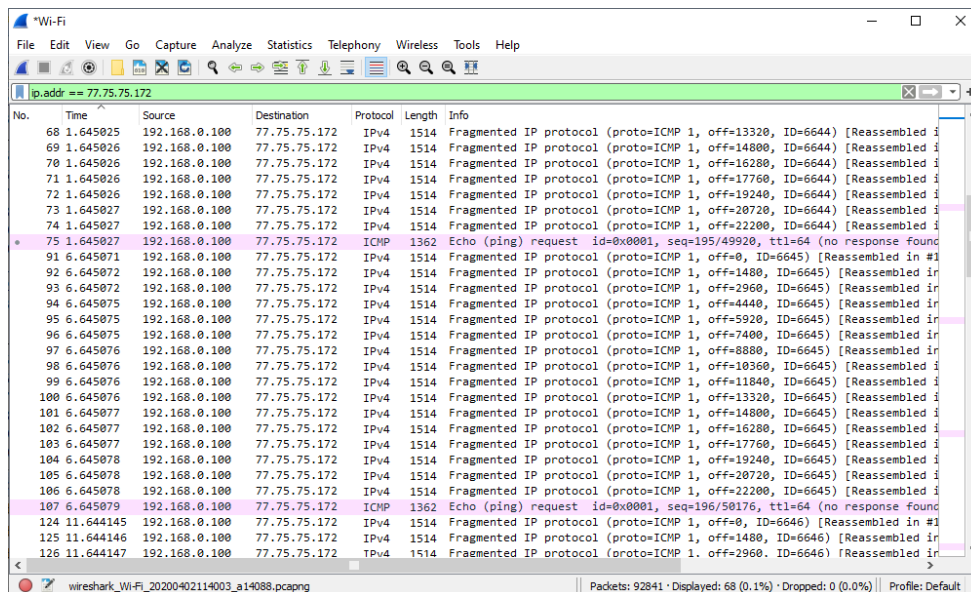 *Wi-Fi
File Edit View Go Capture Analyze Statistics Telephony Wireless Tools Help
ip.addr == 77.75.75.172
No. Time Source Destination Protocol Length Info
68 1.645025 192.168.0.100 77.75.75.172 IPv4 1514 Fragmented IP protocol (proto=ICMP 1, off=13320, ID=6644) [Reassembled i
69 1.645026 192.168.0.100 77.75.75.172 IPv4 1514 Fragmented IP protocol (proto=ICMP 1, off=14800, ID=6644) [Reassembled i
70 1.645026 192.168.0.100 77.75.75.172 IPv4 1514 Fragmented IP protocol (proto=ICMP 1, off=16280, ID=6644) [Reassembled i
71 1.645026 192.168.0.100 77.75.75.172 IPv4 1514 Fragmented IP protocol (proto=ICMP 1, off=17760, ID=6644) [Reassembled i
72 1.645026 192.168.0.100 77.75.75.172 IPv4 1514 Fragmented IP protocol (proto=ICMP 1, off=19240, ID=6644) [Reassembled i
73 1.645027 192.168.0.100 77.75.75.172 IPv4 1514 Fragmented IP protocol (proto=ICMP 1, off=20720, ID=6644) [Reassembled i
74 1.645027 192.168.0.100 77.75.75.172 IPv4 1514 Fragmented IP protocol (proto=ICMP 1, off=22200, ID=6644) [Reassembled i
75 1.645027 192.168.0.100 77.75.75.172 ICMP 1362 Echo (ping) request id=0x0001, seq=195/49920, ttl=64 (no response found
91 6.645071 192.168.0.100 77.75.75.172 IPv4 1514 Fragmented IP protocol (proto=ICMP 1, off=0, ID=6645) [Reassembled in #1
92 6.645072 192.168.0.100 77.75.75.172 IPv4 1514 Fragmented IP protocol (proto=ICMP 1, off=1480, ID=6645) [Reassembled in
93 6.645072 192.168.0.100 77.75.75.172 IPv4 1514 Fragmented IP protocol (proto=ICMP 1, off=2960, ID=6645) [Reassembled in
94 6.645075 192.168.0.100 77.75.75.172 IPv4 1514 Fragmented IP protocol (proto=ICMP 1, off=4440, ID=6645) [Reassembled in
95 6.645075 192.168.0.100 77.75.75.172 IPv4 1514 Fragmented IP protocol (proto=ICMP 1, off=5920, ID=6645) [Reassembled in
96 6.645075 192.168.0.100 77.75.75.172 IPv4 1514 Fragmented IP protocol (proto=ICMP 1, off=7400, ID=6645) [Reassembled in
97 6.645076 192.168.0.100 77.75.75.172 IPv4 1514 Fragmented IP protocol (proto=ICMP 1, off=8880, ID=6645) [Reassembled in
98 6.645076 192.168.0.100 77.75.75.172 IPv4 1514 Fragmented IP protocol (proto=ICMP 1, off=10360, ID=6645) [Reassembled i
99 6.645076 192.168.0.100 77.75.75.172 IPv4 1514 Fragmented IP protocol (proto=ICMP 1, off=11840, ID=6645) [Reassembled i
100 6.645076 192.168.0.100 77.75.75.172 IPv4 1514 Fragmented IP protocol (proto=ICMP 1, off=13320, ID=6645) [Reassembled i
101 6.645077 192.168.0.100 77.75.75.172 IPv4 1514 Fragmented IP protocol (proto=ICMP 1, off=14800, ID=6645) [Reassembled i
102 6.645077 192.168.0.100 77.75.75.172 IPv4 1514 Fragmented IP protocol (proto=ICMP 1, off=16280, ID=6645) [Reassembled i
103 6.645077 192.168.0.100 77.75.75.172 IPv4 1514 Fragmented IP protocol (proto=ICMP 1, off=17760, ID=6645) [Reassembled i
104 6.645078 192.168.0.100 77.75.75.172 IPv4 1514 Fragmented IP protocol (proto=ICMP 1, off=19240, ID=6645) [Reassembled i
105 6.645078 192.168.0.100 77.75.75.172 IPv4 1514 Fragmented IP protocol (proto=ICMP 1, off=20720, ID=6645) [Reassembled i
106 6.645078 192.168.0.100 77.75.75.172 IPv4 1514 Fragmented IP protocol (proto=ICMP 1, off=22200, ID=6645) [Reassembled i
107 6.645079 192.168.0.100 77.75.75.172 ICMP 1362 Echo (ping) request id=0x0001, seq=196/50176, ttl=64 (no response found
124 11.644145 192.168.0.100 77.75.75.172 IPv4 1514 Fragmented IP protocol (proto=ICMP 1, off=0, ID=6646) [Reassembled in #1
125 11.644146 192.168.0.100 77.75.75.172 IPv4 1514 Fragmented IP protocol (proto=ICMP 1, off=1480, ID=6646) [Reassembled in
126 11.644147 192.168.0.100 77.75.75.172 IPv4 1514 Fragmented IP protocol (proto=ICMP 1, off=2960, ID=6646) [Reassembled in
wireshark_Wi-Fi_20200402114003_a14088.pcapng Packets: 92841 · Displayed: 68 (0.1%) · Dropped: 0 (0.0%) Profile: Default